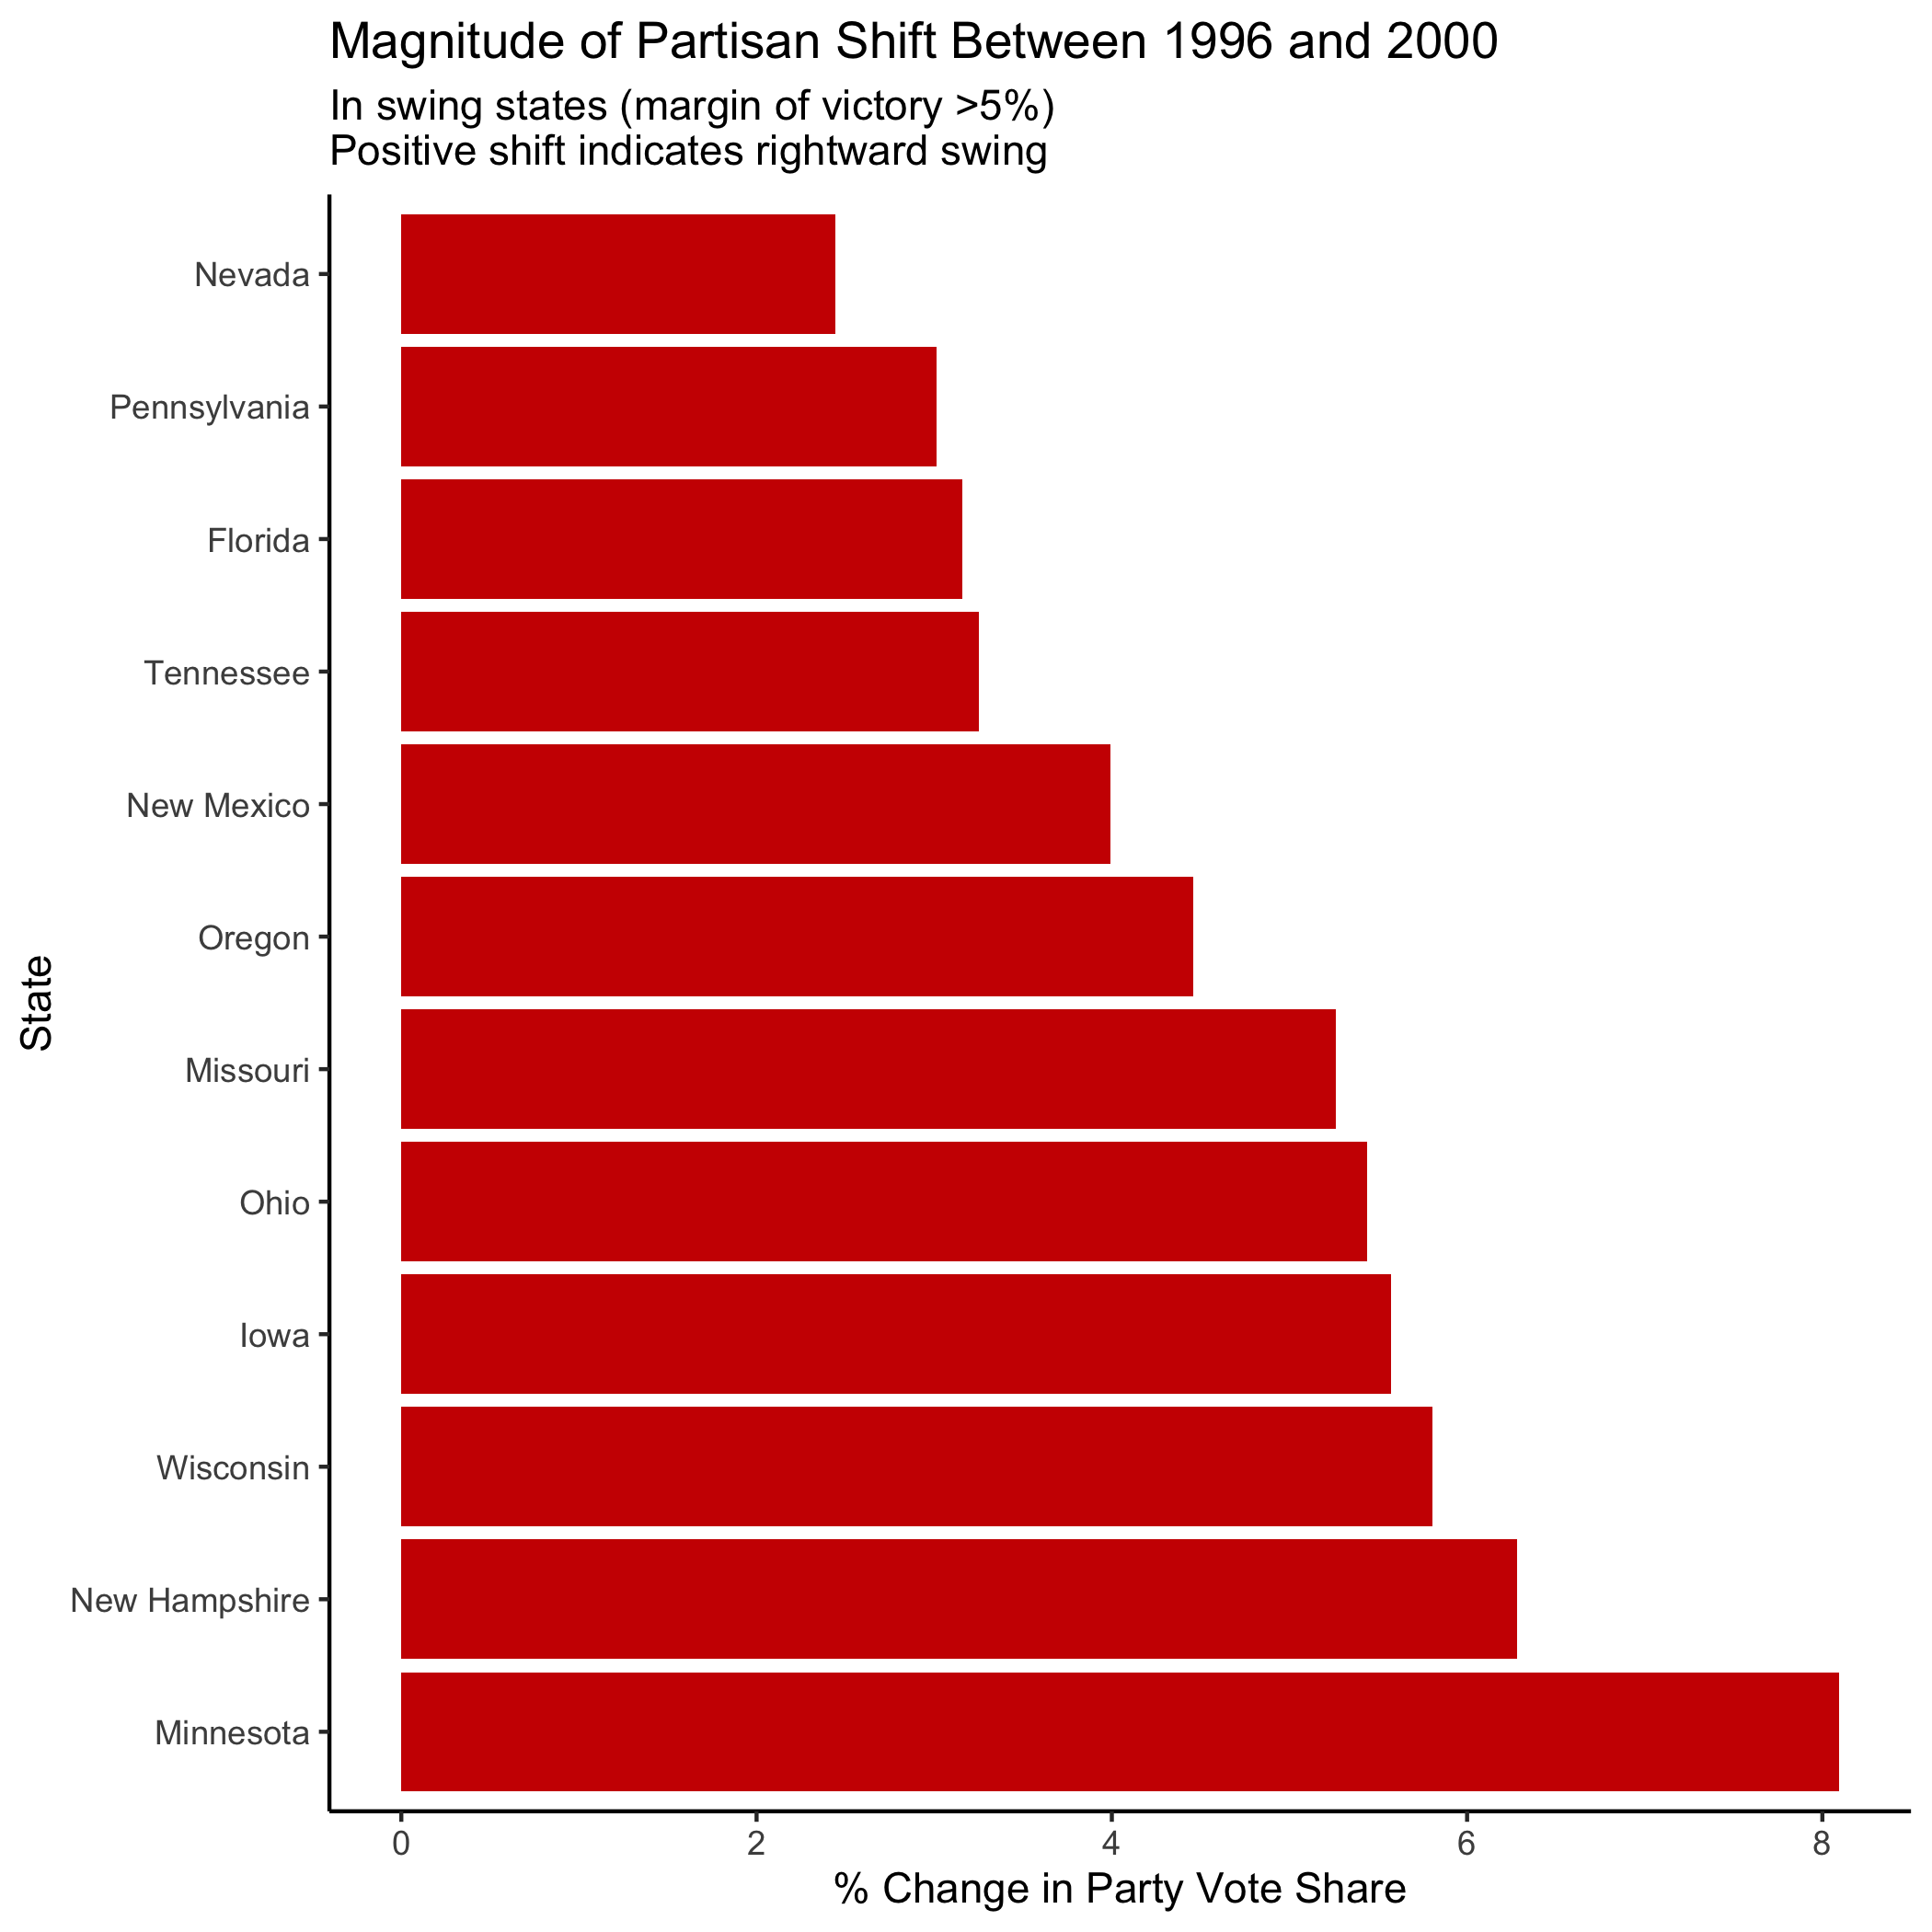 Magnitude of Partisan Shift Between 1996 and 2000
In swing states (margin of victory >5%)
Positive shift indicates rightward swing
State
Nevada
Pennsylvania
Florida
Tennessee
New Mexico
Oregon
Missouri
Ohio
Iowa
Wisconsin
New Hampshire
Minnesota
0 2 4 6 8
% Change in Party Vote Share